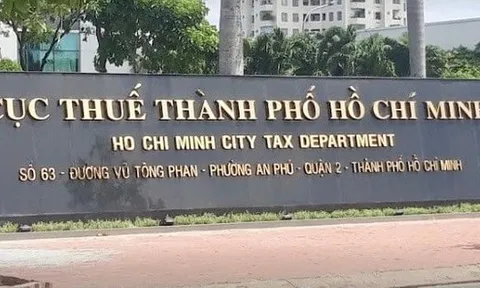 CỤC THUẾ THÀNH PHỐ HỒ CHÍ MINH
HO CHI MINH CITY TAX DEPARTMENT
SỐ 63 - ĐƯỜNG VŨ TÔNG PHAN - PHƯỜNG AN PHÚ - QUẬN 2 - THÀNH PHỐ HỒ CHÍ MINH